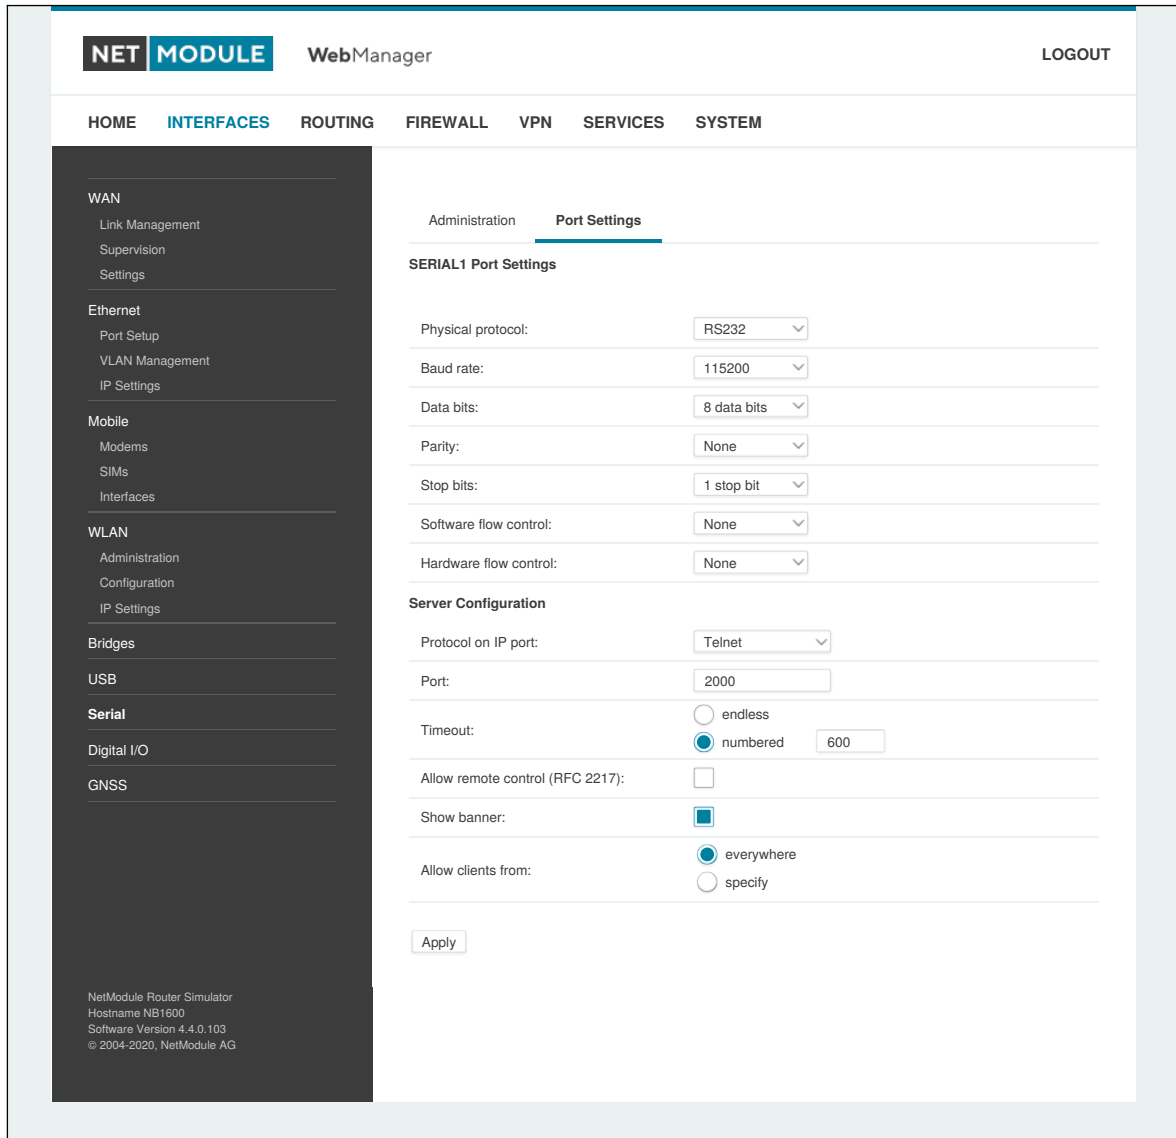 NET MODULE WebManager LOGOUT
HOME INTERFACES ROUTING FIREWALL VPN SERVICES SYSTEM
WAN
Link Management
Supervision
Settings
Ethernet
Port Setup
VLAN Management
IP Settings
Mobile
Modems
SIMs
Interfaces
WLAN
Administration
Configuration
IP Settings
Bridges
USB
Serial
Digital I/O
GNSS
NetModule Router Simulator
Hostname NB1600
Software Version 4.4.0.103
© 2004-2020, NetModule AG
Administration Port Settings
SERIAL1 Port Settings
Physical protocol: RS232
Baud rate: 115200
Data bits: 8 data bits
Parity: None
Stop bits: 1 stop bit
Software flow control: None
Hardware flow control: None
Server Configuration
Protocol on IP port: Telnet
Port: 2000
Timeout:
endless
numbered 600
Allow remote control (RFC 2217):
Show banner:
Allow clients from:
everywhere
specify
Apply